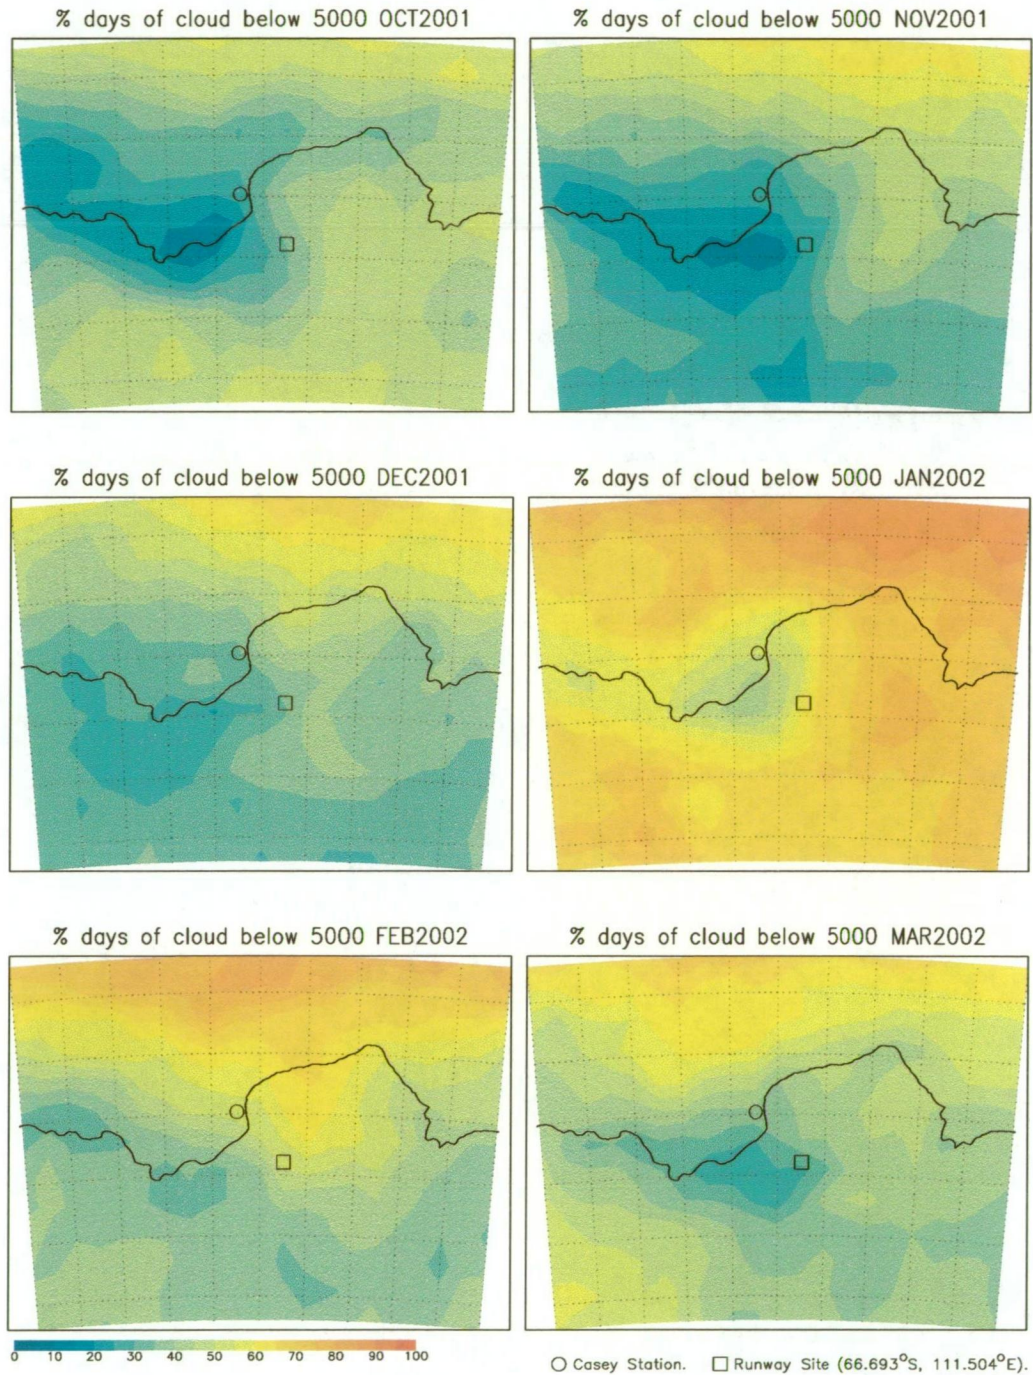 % days of cloud below 5000 OCT2001
% days of cloud below 5000 NOV2001
% days of cloud below 5000 DEC2001
% days of cloud below 5000 JAN2002
% days of cloud below 5000 FEB2002
% days of cloud below 5000 MAR2002
0 10 20 30 40 50 60 70 80 90 100
Casey Station. Runway Site (66.693°S, 111.504°E).